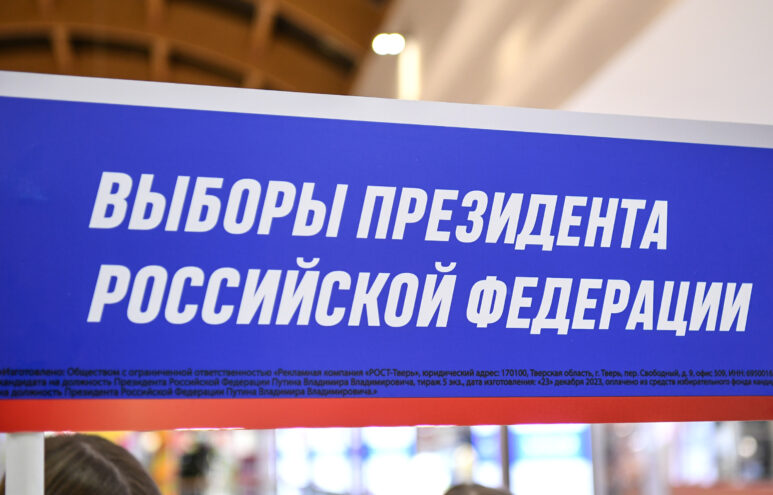 ВЫБОРЫ ПРЕЗИДЕНТА
РОССИЙСКОЙ ФЕДЕРАЦИИ
«Изготовлено: Обществом с ограниченной ответственностью «Рекламная компания «РОСТ-Тверь», юридический адрес: 170100, Тверская область, г. Тверь, пер. Свободный, д. 9, офис 509, ИНН: 6950016
кандидата на должность Президента Российской Федерации Путина Владимира Владимировича, тираж 5 экз., дата изготовления: «23» декабря 2023, оплачено из средств избирательного фонда
на должность Президента Российской Федерации Путина Владимира Владимировича.»